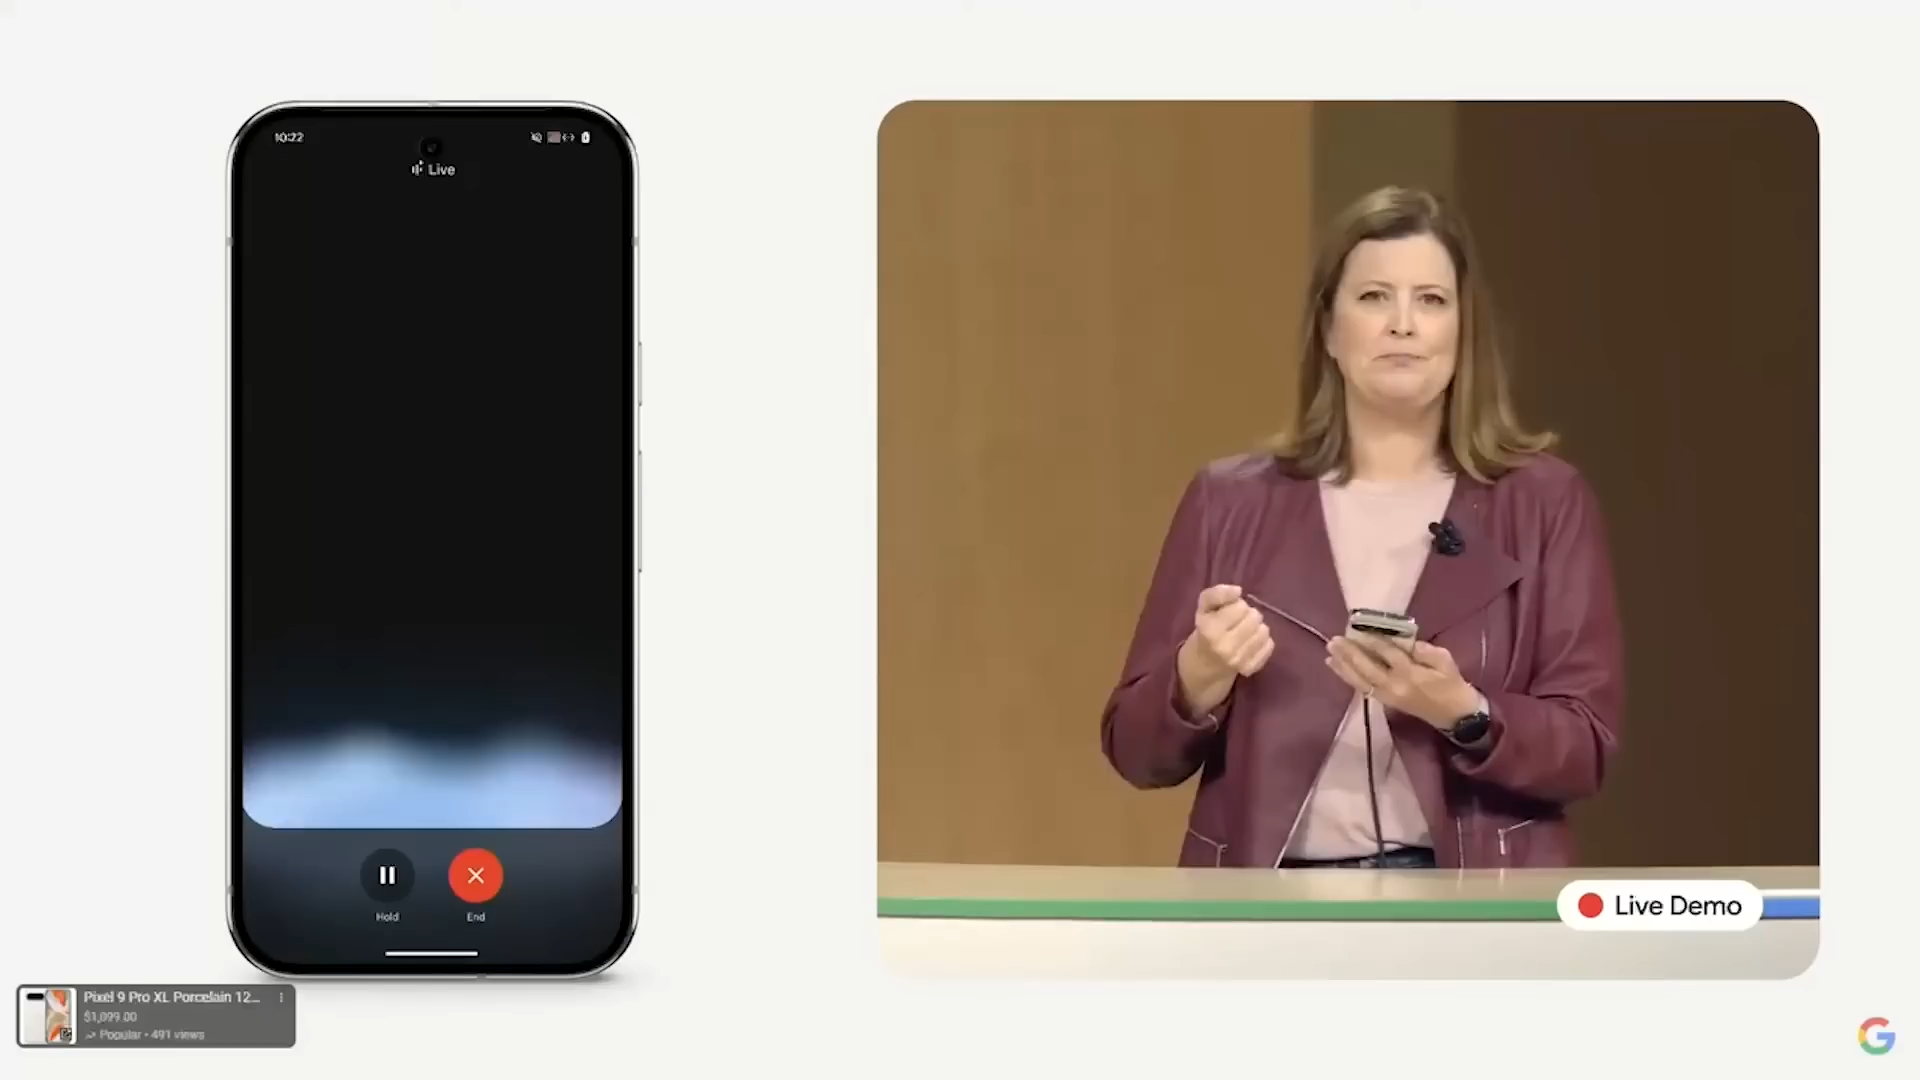 10:22
Live
Hold
End
Live Demo
Pixel 9 Pro XL Porcelain 12...
$1,099.00
Popular • 491 views